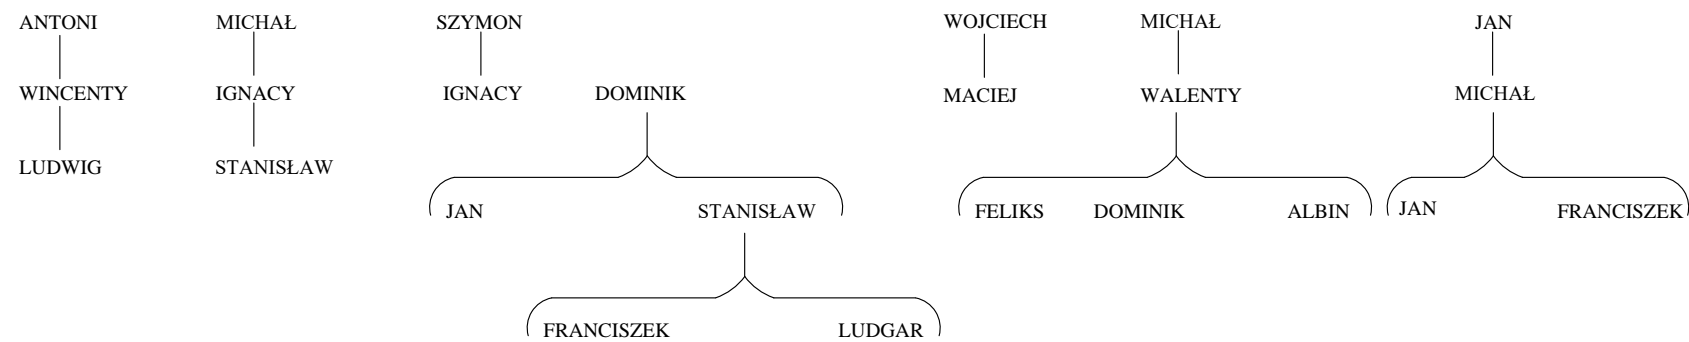 ANTONI MICHAŁ SZYMON WOJCIECH MICHAŁ JAN
WINCENTY IGNACY IGNACY DOMINIK MACIEJ WALENTY MICHAŁ
LUDWIG STANISŁAW
JAN STANISŁAW FELIKS DOMINIK ALBIN JAN FRANCISZEK
FRANCISZEK LUDGAR